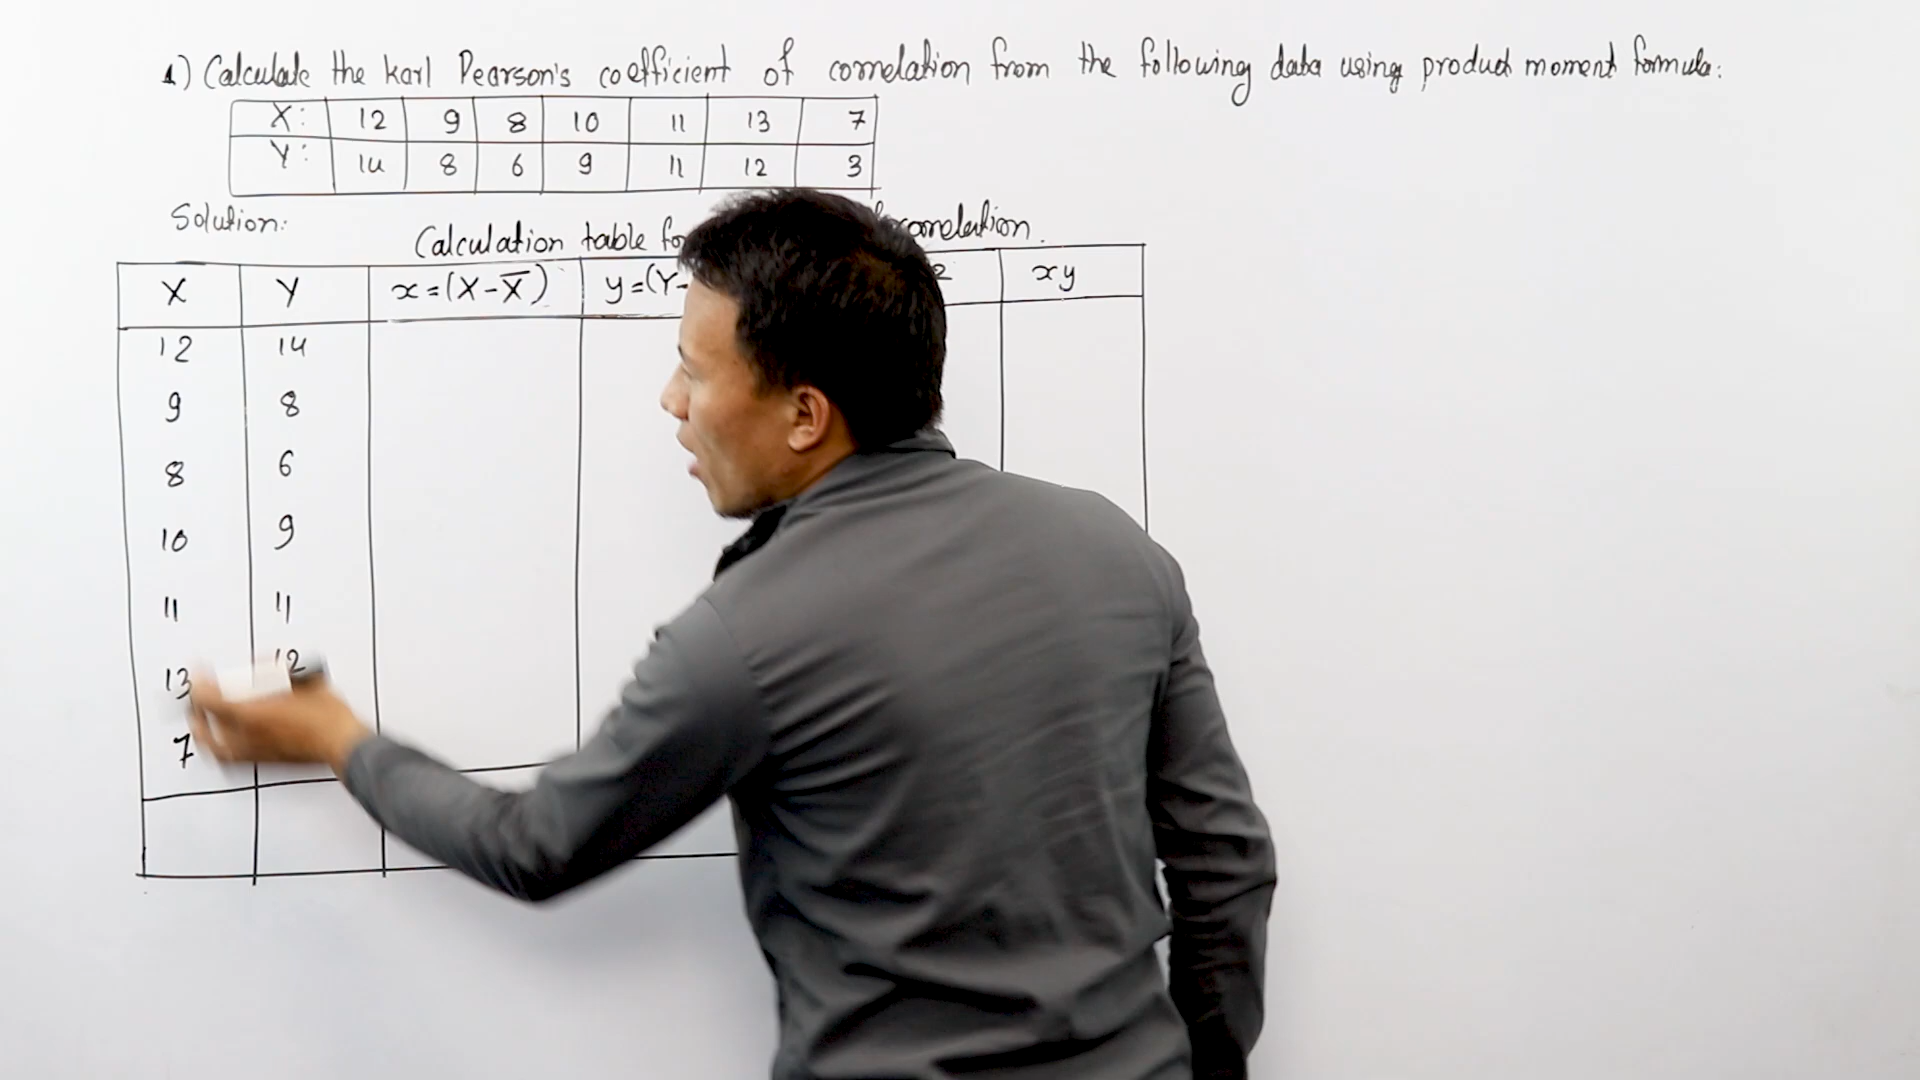 1) Calculate the karl Pearson's coefficient of correlation from the following data using product moment formula:
X: 12 9 8 10 11 13 7
Y: 14 8 6 9 11 12 3
Solution:
Calculation table for correlation.
X Y x=(X-X̅) y=(Y- 2 xy
12 14
9 8
8 6
10 9
11 11
13 12
7